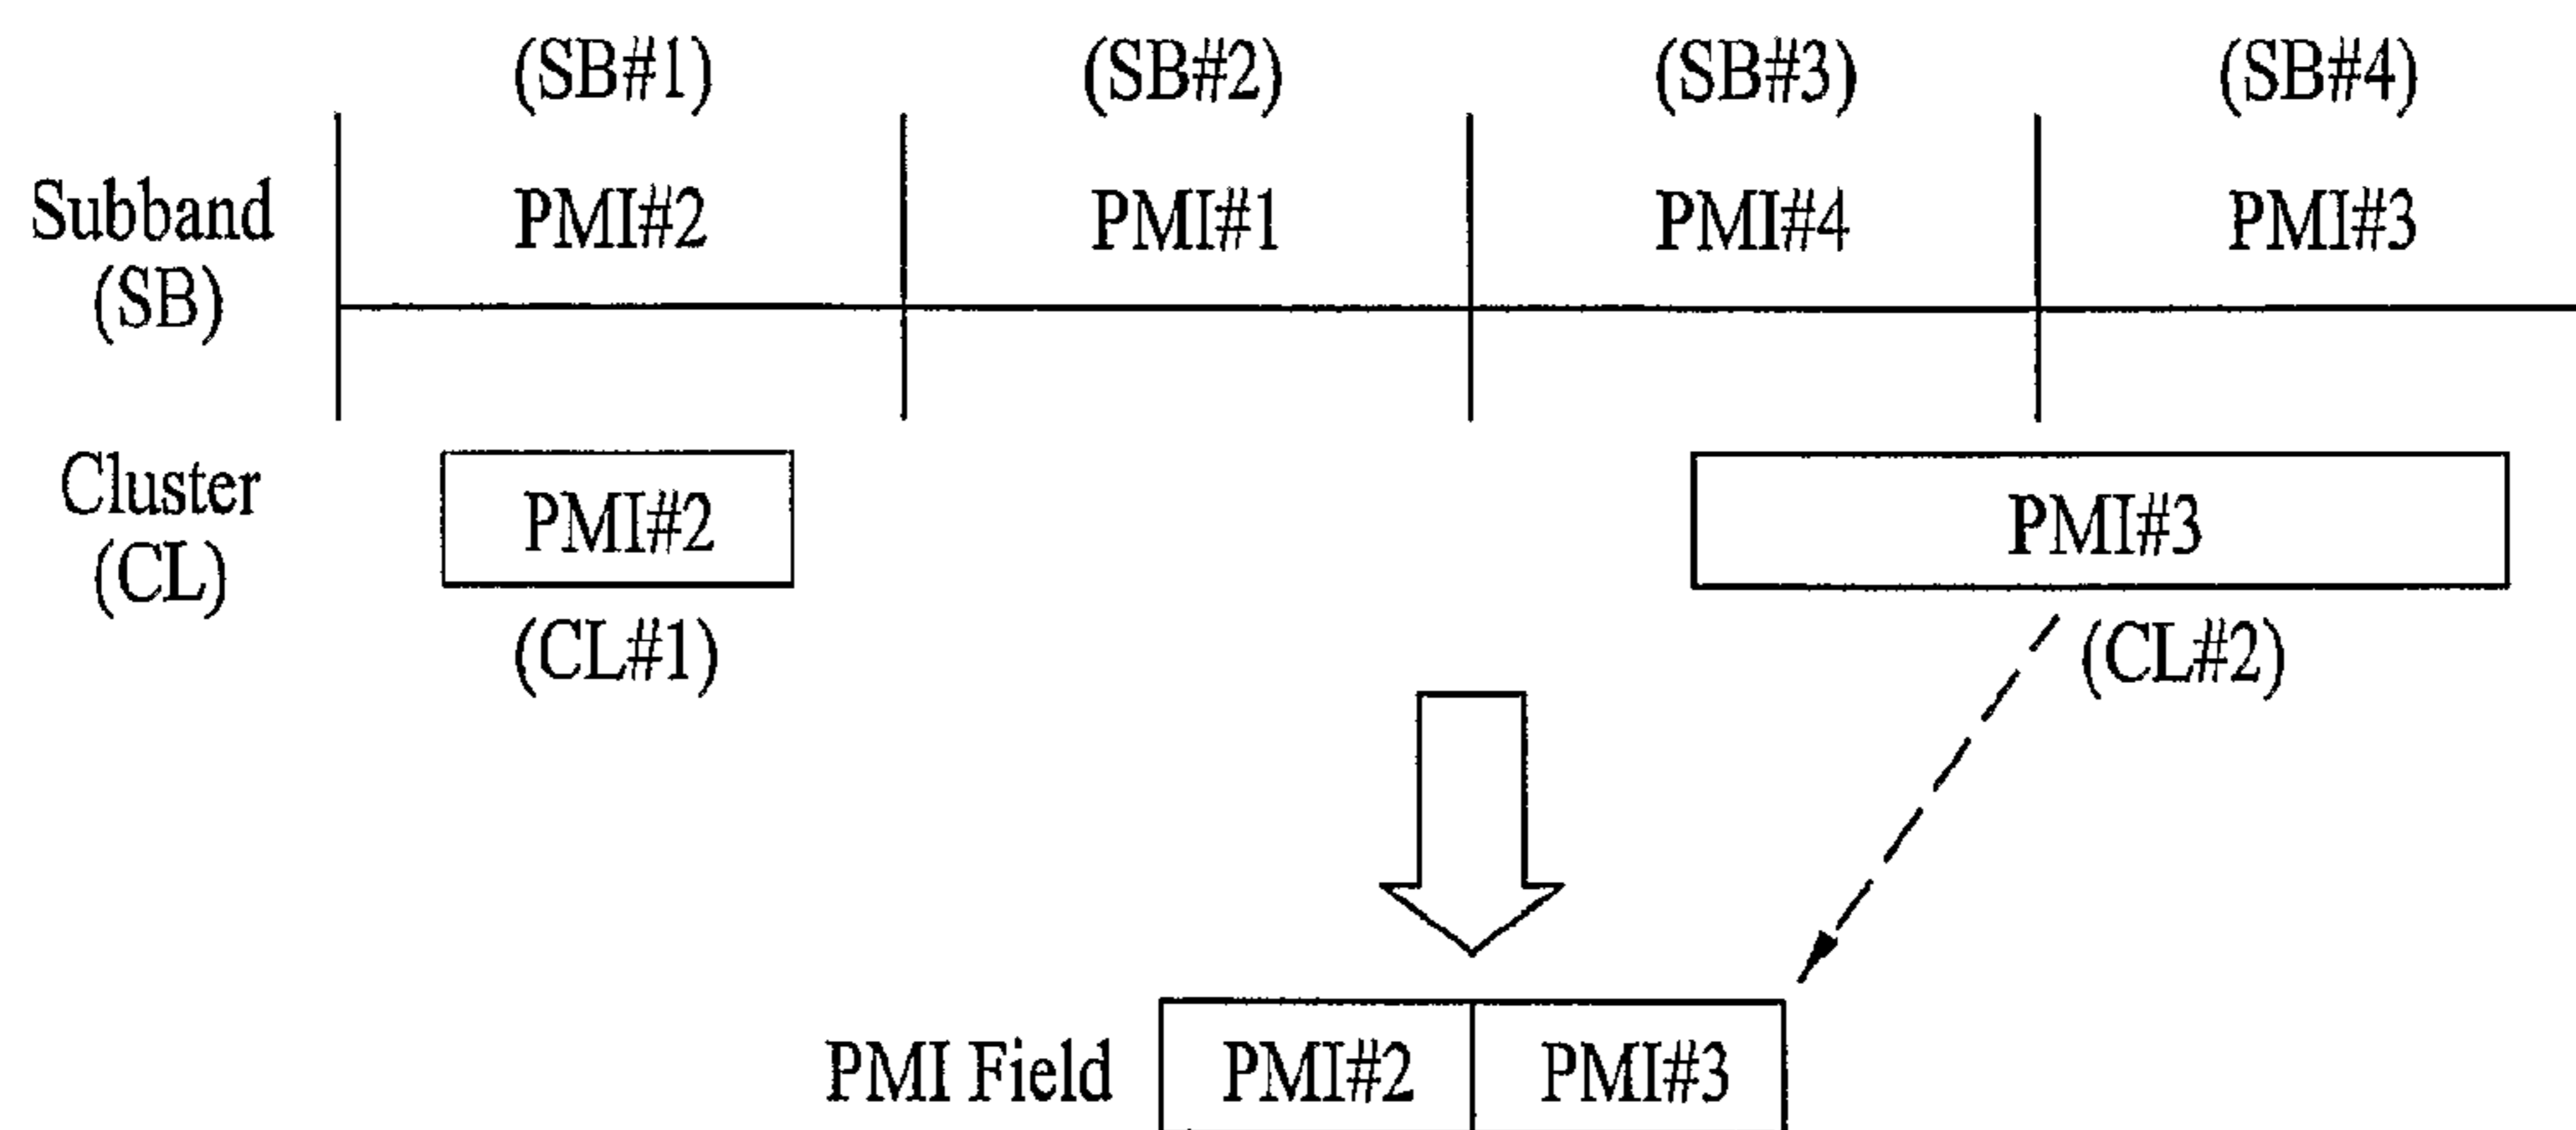 (SB#1) (SB#2) (SB#3) (SB#4)
Subband
(SB)
PMI#2 PMI#1 PMI#4 PMI#3
Cluster
(CL)
PMI#2 PMI#3
(CL#1) (CL#2)
PMI Field PMI#2 PMI#3